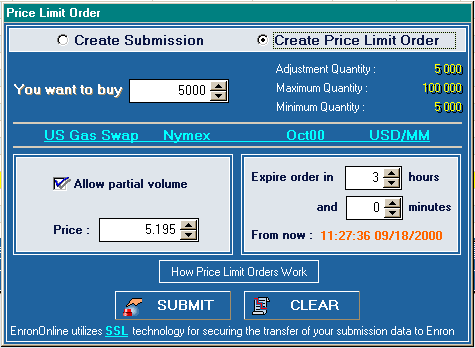 Price Limit Order
Create Submission Create Price Limit Order
You want to buy 5000
Adjustment Quantity : 5 000
Maximum Quantity : 100 000
Minimum Quantity : 5 000
US Gas Swap Nymex Oct00 USD/MM
Allow partial volume
Price : 5.195
Expire order in 3 hours
and 0 minutes
From now : 11:27:36 09/18/2000
How Price Limit Orders Work
SUBMIT CLEAR
EnronOnline utilizes SSL technology for securing the transfer of your submission data to Enron